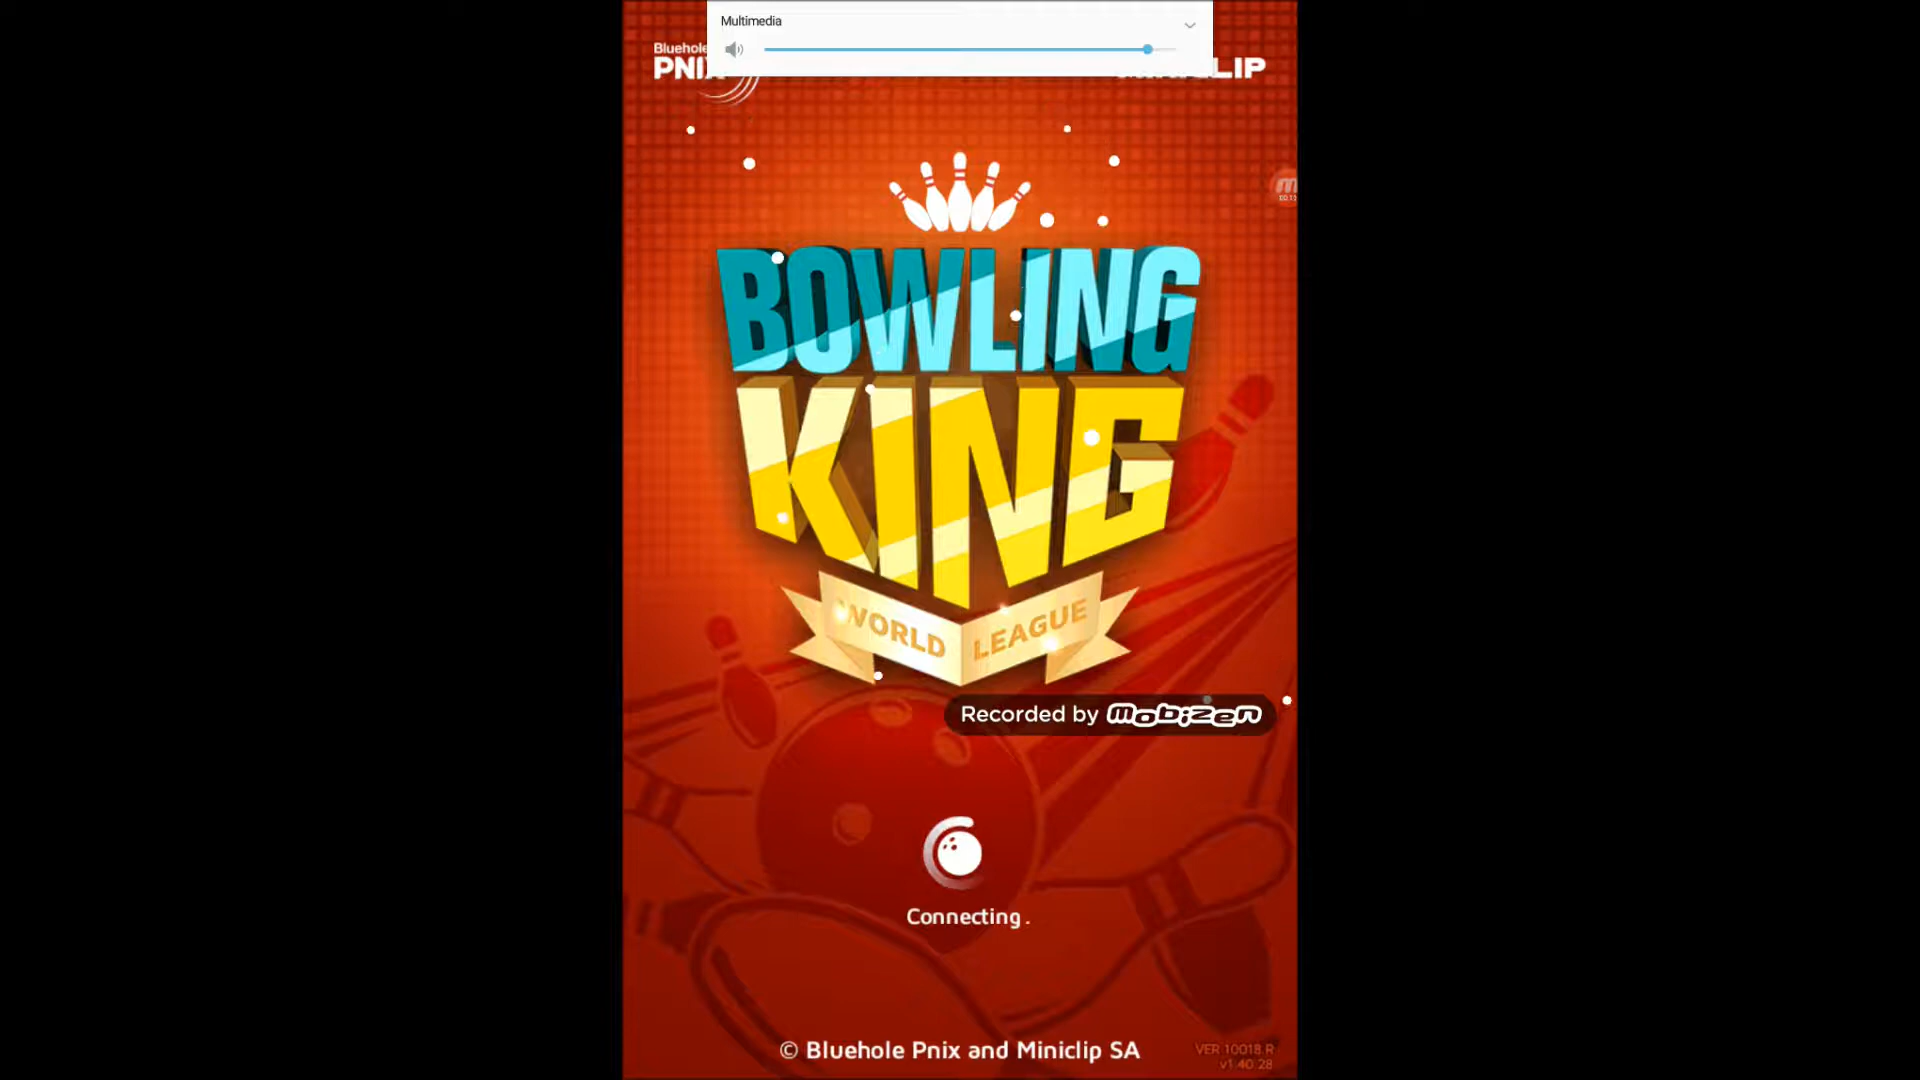 Multimedia
Bluehole
PNIX
CLIP
BOWLING
KING
WORLD LEAGUE
Recorded by mobizen
Connecting .
© Bluehole Pnix and Miniclip SA
VER 10018.R
v1.40.28